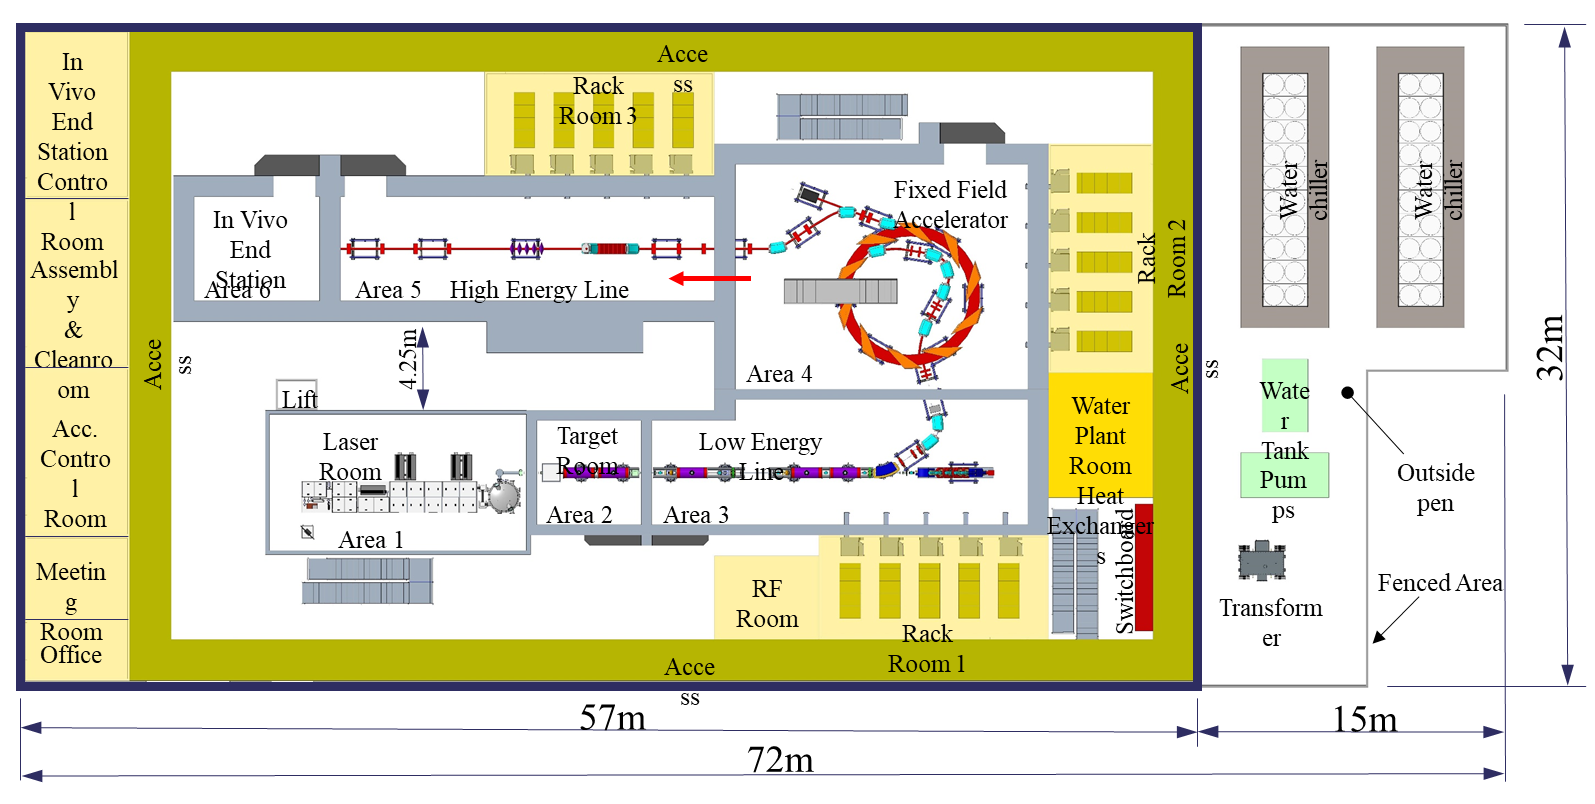 In
Vivo
End
Station
Contro
l
Room
Assembl
y
&
Cleanro
om
Acc.
Contro
l
Room
Meetin
g
Room
Office
Acce
ss
Acce
ss
Rack
Room 3
In Vivo
End
Station
Area 6
Area 5
High Energy Line
4.25m
Lift
Laser
Room
Area 1
Target
Room
Area 2
Low Energy
Line
Area 3
Fixed Field
Accelerator
Area 4
Rack
Room 2
Acce
ss
Water
Plant
Room
Heat
Exchanger
s
Switchboard
RF
Room
Rack
Room 1
Acce
ss
Water
chiller
Water
chiller
Wate
r
Tank
Pum
ps
Outside
pen
Transform
er
Fenced Area
32m
57m
15m
72m